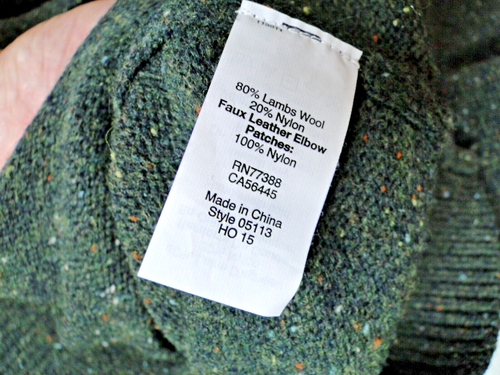 80% Lambs Wool
20% Nylon
Faux Leather Elbow
Patches:
100% Nylon
RN77388
CA56445
Made in China
Style 05113
HO 15